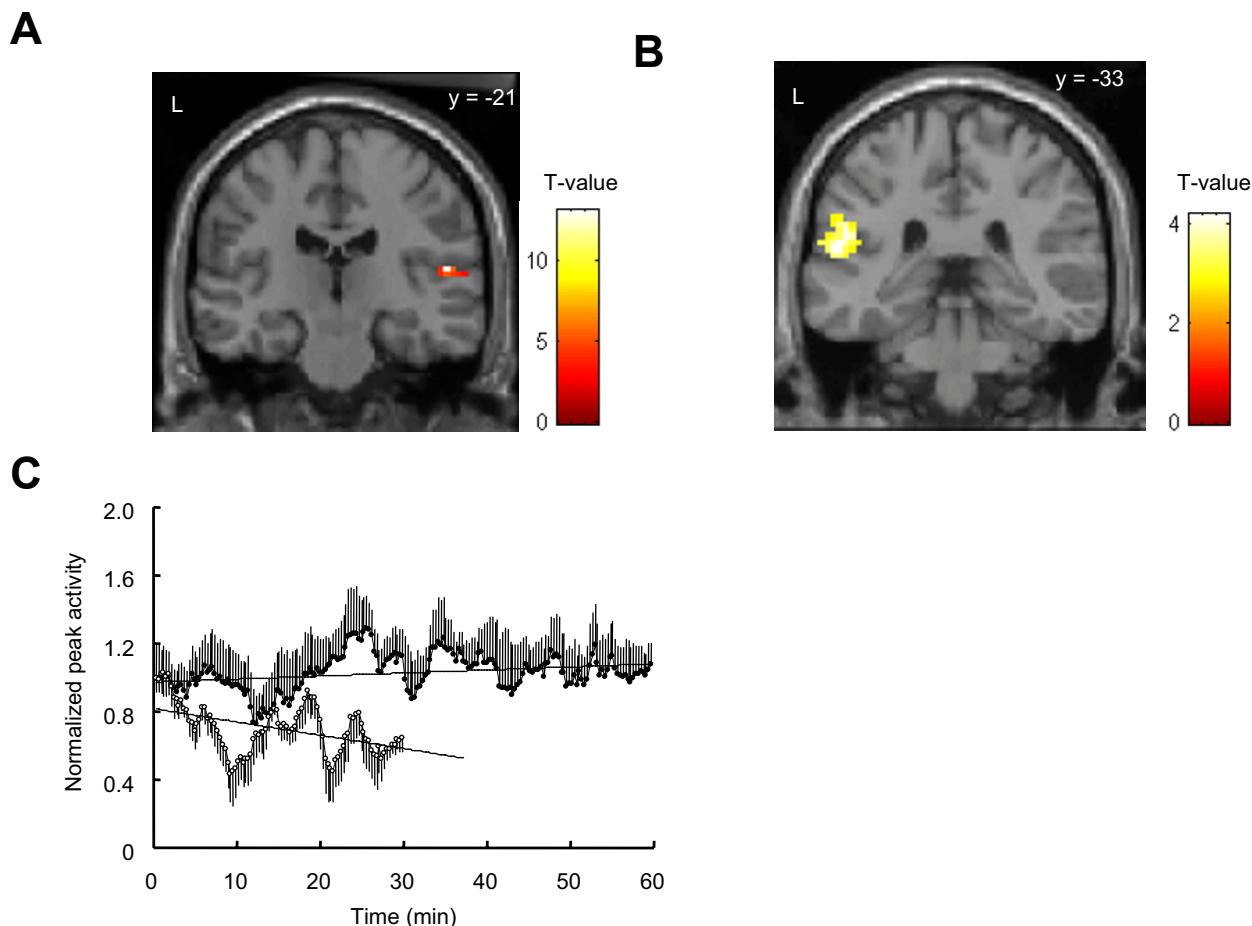 A
B
L
y = -21
L
y = -33
T-value
10
5
0
T-value
4
2
0
C
2.0
1.6
1.2
0.8
0.4
0
Normalized peak activity
0 10 20 30 40 50 60
Time (min)